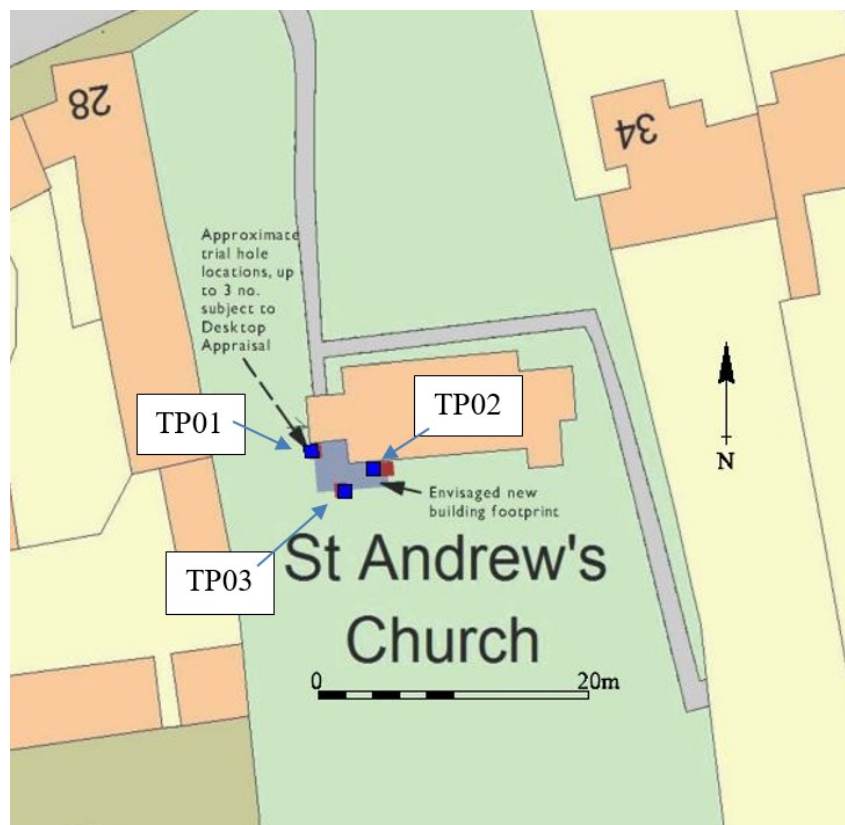 28
34
Approximate
trial hole
locations, up
to 3 no.
subject to
Desktop
Appraisal
TP01
TP02
N
Envisaged new
building footprint
TP03
St Andrew's
Church
0 20m